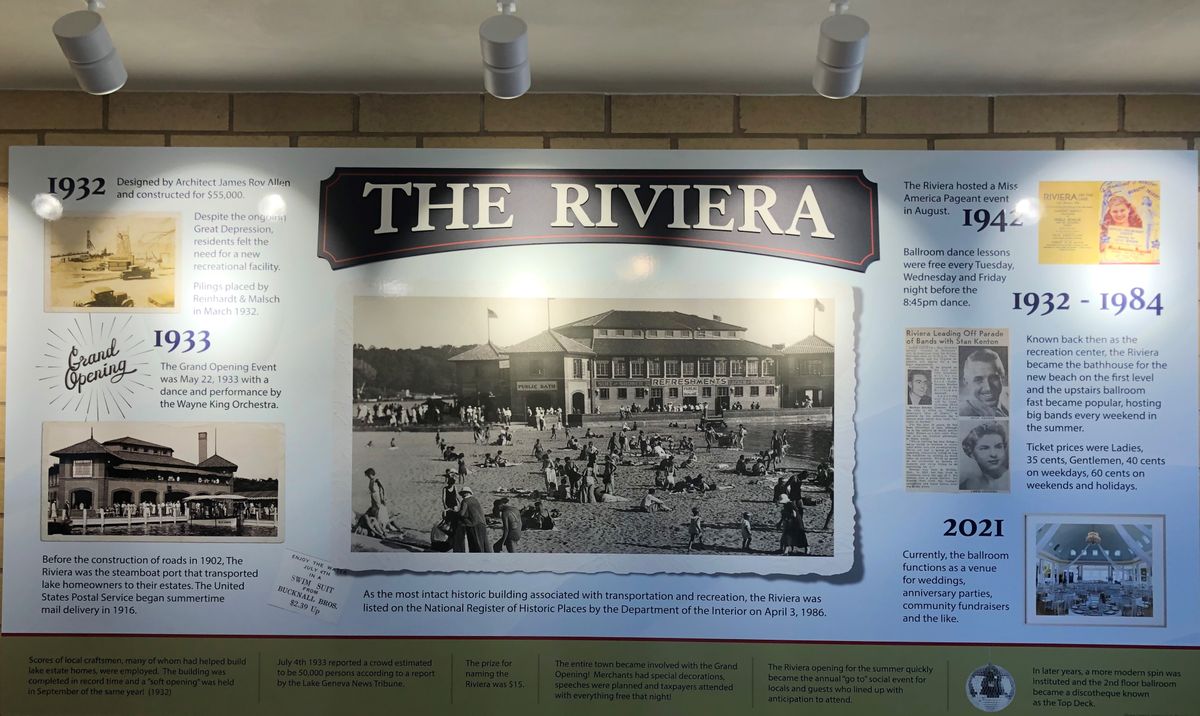 THE RIVIERA
1932
Designed by Architect James Roy Allen
and constructed for $55,000.
Despite the ongoing
Great Depression,
residents felt the
need for a new
recreational facility.
Pilings placed by
Reinhardt & Malsch
in March 1932.
Grand
Opening
1933
The Grand Opening Event
was May 22, 1933 with a
dance and performance by
the Wayne King Orchestra.
Before the construction of roads in 1902, The
Riviera was the steamboat port that transported
lake homeowners to their estates. The United
States Postal Service began summertime
mail delivery in 1916.
ENJOY THE
JULY 4TH
IN A
SWIM SUIT
FROM
BUCKNALL BROS.
$2.39 Up
PUBLIC BATH
REFRESHMENTS
As the most intact historic building associated with transportation and recreation, the Riviera was
listed on the National Register of Historic Places by the Department of the Interior on April 3, 1986.
The Riviera hosted a Miss
America Pageant event
in August.
1942
RIVIERA
Ballroom dance lessons
were free every Tuesday,
Wednesday and Friday
night before the
8:45pm dance.
1932 - 1984
Riviera Leading Off Parade
of Bands with Stan Kenton
Known back then as the
recreation center, the Riviera
became the bathhouse for the
new beach on the first level
and the upstairs ballroom
fast became popular, hosting
big bands every weekend in
the summer.
Ticket prices were Ladies,
35 cents, Gentlemen, 40 cents
on weekdays, 60 cents on
weekends and holidays.
2021
Currently, the ballroom
functions as a venue
for weddings,
anniversary parties,
community fundraisers
and the like.
Scores of local craftsmen, many of whom had helped build
lake estate homes, were employed. The building was
completed in record time and a "soft opening" was held
in September of the same year! (1932)
July 4th 1933 reported a crowd estimated
to be 50,000 persons according to a report
by the Lake Geneva News Tribune.
The prize for
naming the
Riviera was $15.
The entire town became involved with the Grand
Opening! Merchants had special decorations,
speeches were planned and taxpayers attended
with everything free that night!
The Riviera opening for the summer quickly
became the annual "go to" social event for
locals and guests who lined up with
anticipation to attend.
In later years, a more modern spin was
instituted and the 2nd floor ballroom
became a discotheque known
as the Top Deck.